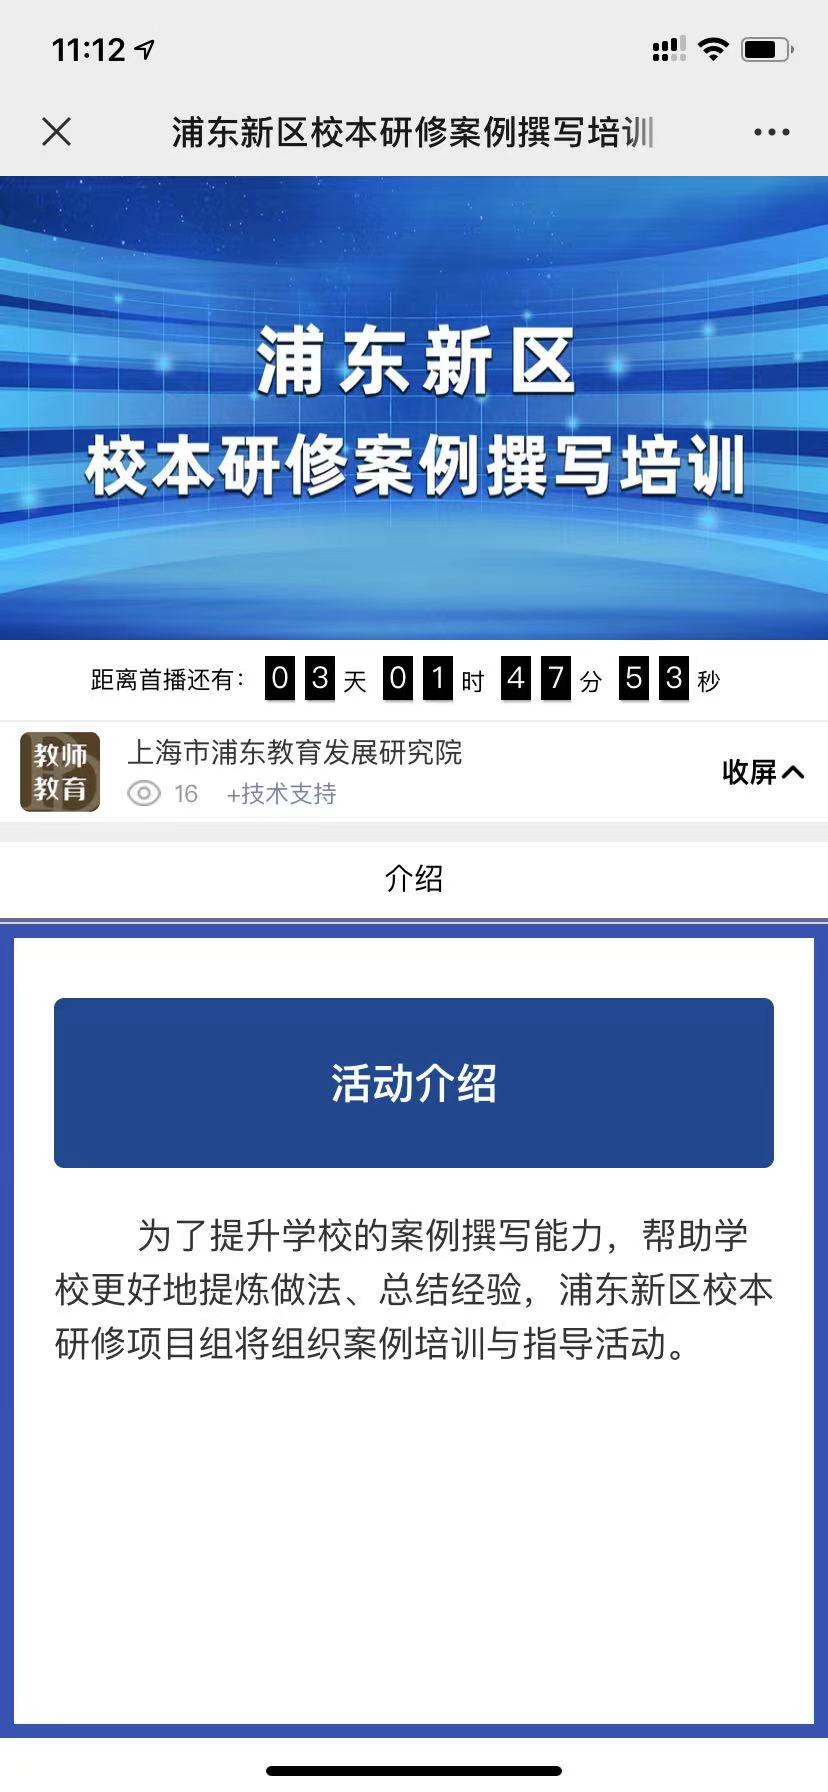 11:12
浦东新区校本研修案例撰写培训
浦东新区
校本研修案例撰写培训
距离首播还有: 03天01时47分53秒
教师
教育
上海市浦东教育发展研究院
16 +技术支持
收屏
介绍
活动介绍
为了提升学校的案例撰写能力，帮助学
校更好地提炼做法、总结经验，浦东新区校本
研修项目组将组织案例培训与指导活动。